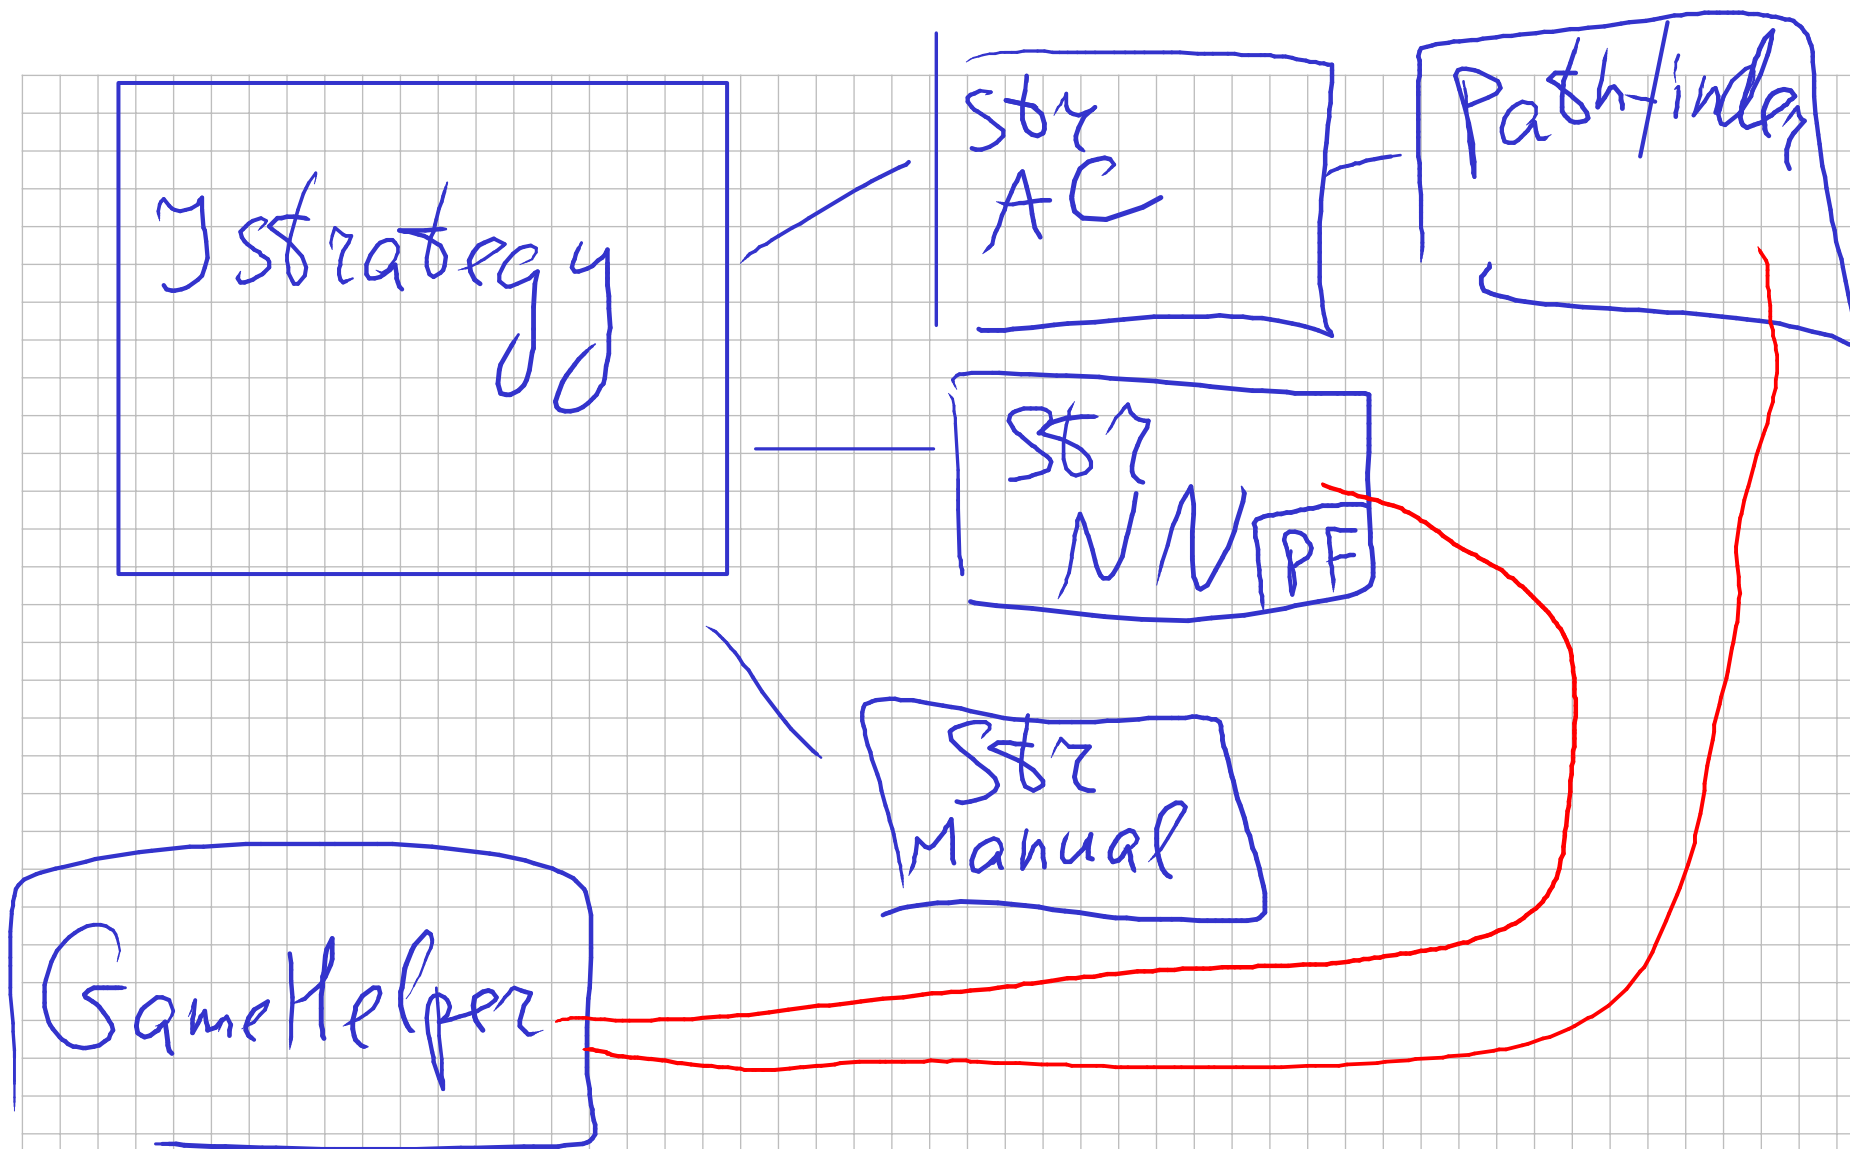 Istrategy
Str
AC
Pathfinder
Str
NN
PF
Str
Manual
GameHelper